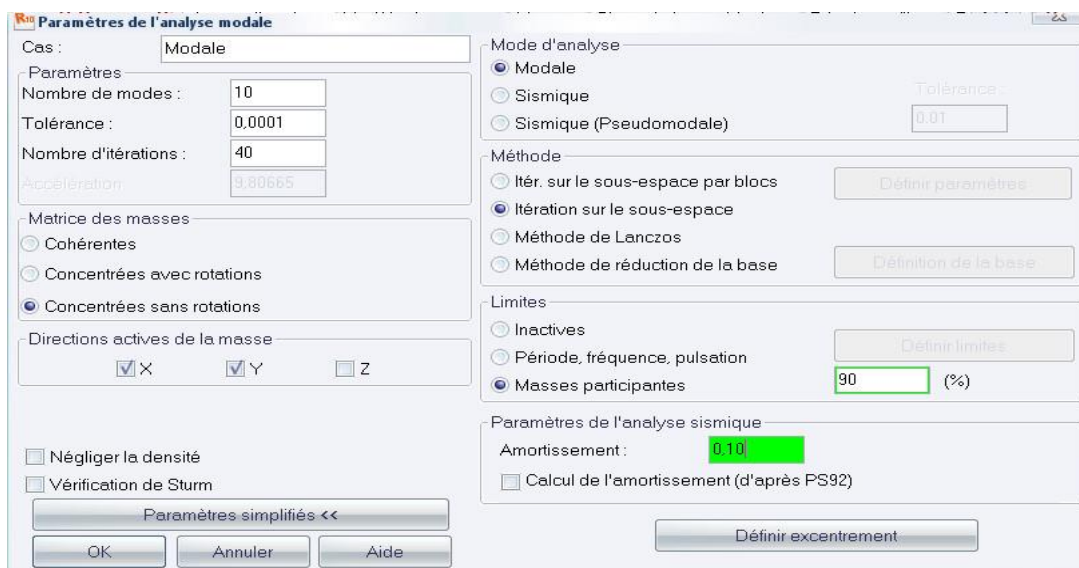 Paramètres de l'analyse modale
Cas :
Modale
Paramètres
Nombre de modes :
10
Tolérance :
0,0001
Nombre d'itérations :
40
Accélération
9,80665
Matrice des masses
Cohérentes
Concentrées avec rotations
Concentrées sans rotations
Directions actives de la masse
X
Y
Z
Négliger la densité
Vérification de Sturm
Paramètres simplifiés <<
OK
Annuler
Aide
Mode d'analyse
Modale
Sismique
Tolérance :
Sismique (Pseudomodale)
0.01
Méthode
Itér. sur le sous-espace par blocs
Définir paramètres
Itération sur le sous-espace
Méthode de Lanczos
Méthode de réduction de la base
Définition de la base
Limites
Inactives
Définir limites
Période, fréquence, pulsation
Masses participantes
90
(%)
Paramètres de l'analyse sismique
Amortissement :
0,10
Calcul de l'amortissement (d'après PS92)
Définir excentrement